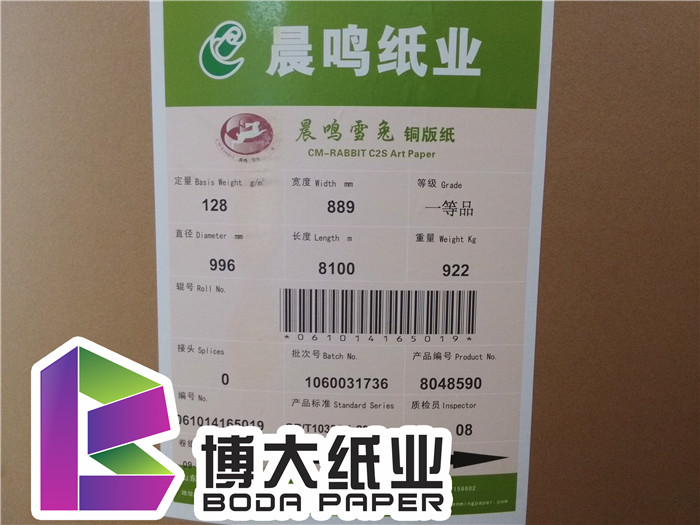 晨鸣纸业
晨鸣雪兔 铜版纸
CM-RABBIT C2S Art Paper
定量 Basis Weight g/m² 宽度 Width mm 等级 Grade
128 889 一等品
直径 Diameter mm 长度 Length m 重量 Weight Kg
996 8100 922
辊号 Roll No.
*061014165019*
接头 Splices 批次号 Batch No. 产品编号 Product No.
0 1060031736 8048590
编号 No. 产品标准 Standard Series 质检员 Inspector
061014165019 08
博大纸业
BODA PAPER